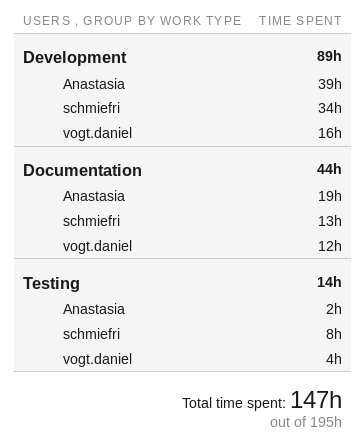 USERS , GROUP BY WORK TYPE TIME SPENT
Development 89h
Anastasia 39h
schmiefri 34h
vogt.daniel 16h
Documentation 44h
Anastasia 19h
schmiefri 13h
vogt.daniel 12h
Testing 14h
Anastasia 2h
schmiefri 8h
vogt.daniel 4h
Total time spent: 147h
out of 195h